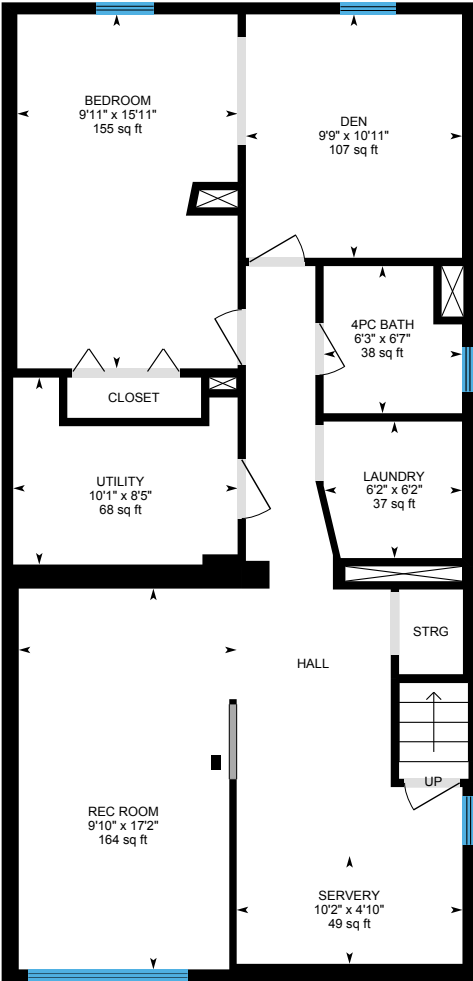 BEDROOM
9'11" x 15'11"
155 sq ft
DEN
9'9" x 10'11"
107 sq ft
4PC BATH
6'3" x 6'7"
38 sq ft
CLOSET
UTILITY
10'1" x 8'5"
68 sq ft
LAUNDRY
6'2" x 6'2"
37 sq ft
STRG
HALL
UP
REC ROOM
9'10" x 17'2"
164 sq ft
SERVERY
10'2" x 4'10"
49 sq ft